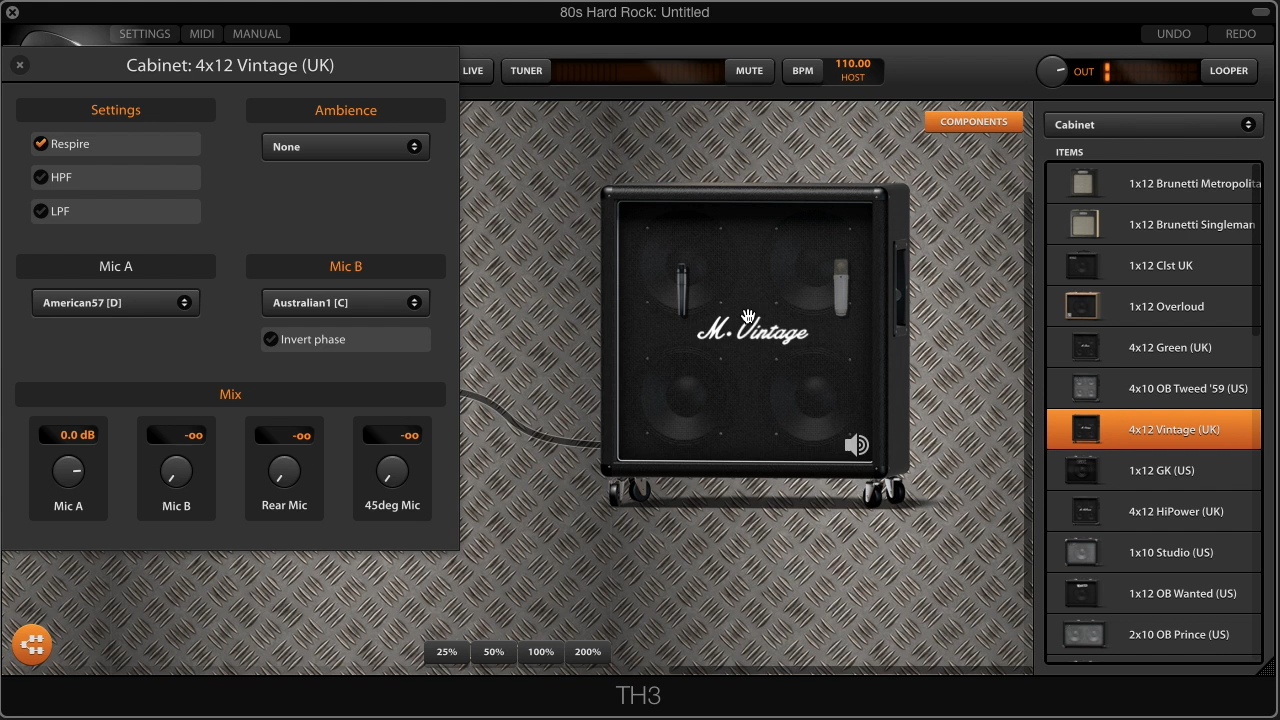 80s Hard Rock: Untitled
SETTINGS MIDI MANUAL UNDO REDO
Cabinet: 4x12 Vintage (UK)
LIVE TUNER MUTE BPM 110.00 HOST OUT LOOPER
Settings Ambience
Respire None
HPF
LPF
Mic A Mic B
American57 [D] Australian1 [C]
Invert phase
Mix
0.0 dB -oo -oo -oo
Mic A Mic B Rear Mic 45deg Mic
M. Vintage
COMPONENTS
Cabinet
ITEMS
1x12 Brunetti Metropolita
1x12 Brunetti Singleman
1x12 Clst UK
1x12 Overloud
4x12 Green (UK)
4x10 OB Tweed '59 (US)
4x12 Vintage (UK)
1x12 GK (US)
4x12 HiPower (UK)
1x10 Studio (US)
1x12 OB Wanted (US)
2x10 OB Prince (US)
25% 50% 100% 200%
TH3